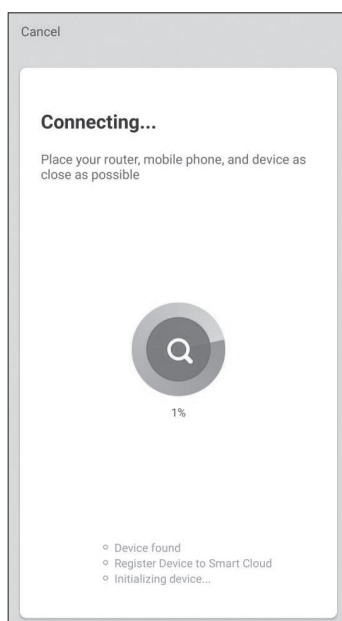 Cancel
Connecting...
Place your router, mobile phone, and device as
close as possible
1%
Device found
Register Device to Smart Cloud
Initializing device...